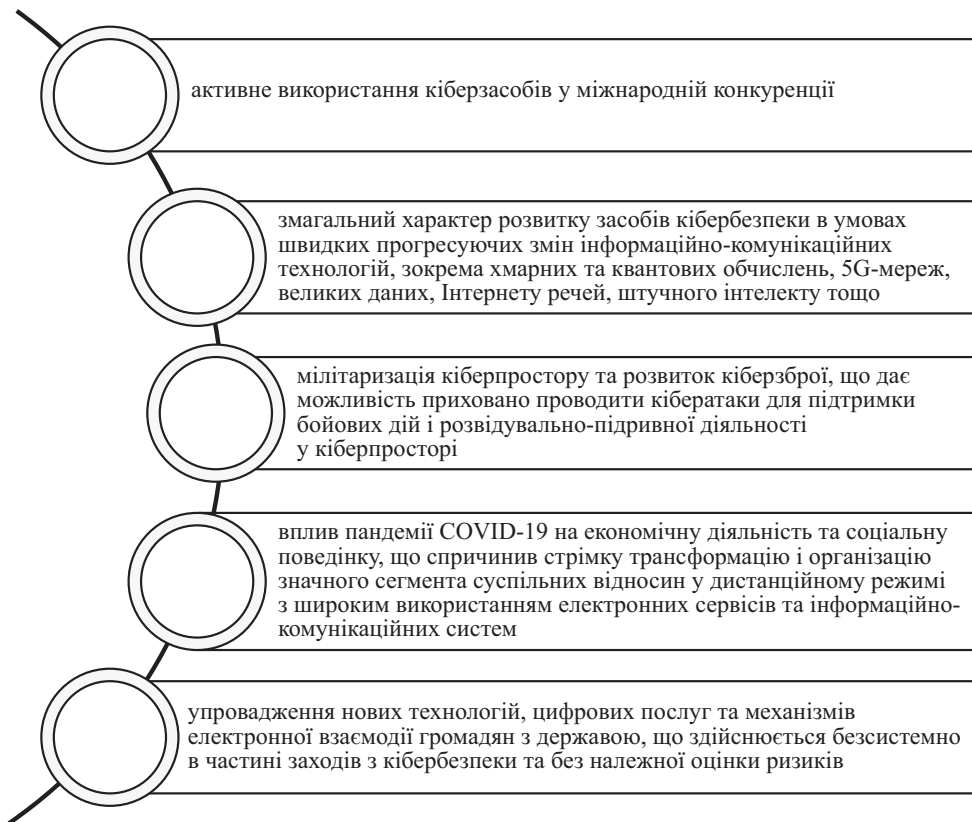 активне використання кіберзасобів у міжнародній конкуренції
змагальний характер розвитку засобів кібербезпеки в умовах
швидких прогресуючих змін інформаційно-комунікаційних
технологій, зокрема хмарних та квантових обчислень, 5G-мереж,
великих даних, Інтернету речей, штучного інтелекту тощо
мілітаризація кіберпростору та розвиток кіберзброї, що дає
можливість приховано проводити кібератаки для підтримки
бойових дій і розвідувально-підривної діяльності
у кіберпросторі
вплив пандемії COVID-19 на економічну діяльність та соціальну
поведінку, що спричинив стрімку трансформацію і організацію
значного сегмента суспільних відносин у дистанційному режимі
з широким використанням електронних сервісів та інформаційно-
комунікаційних систем
упровадження нових технологій, цифрових послуг та механізмів
електронної взаємодії громадян з державою, що здійснюється безсистемно
в частині заходів з кібербезпеки та без належної оцінки ризиків